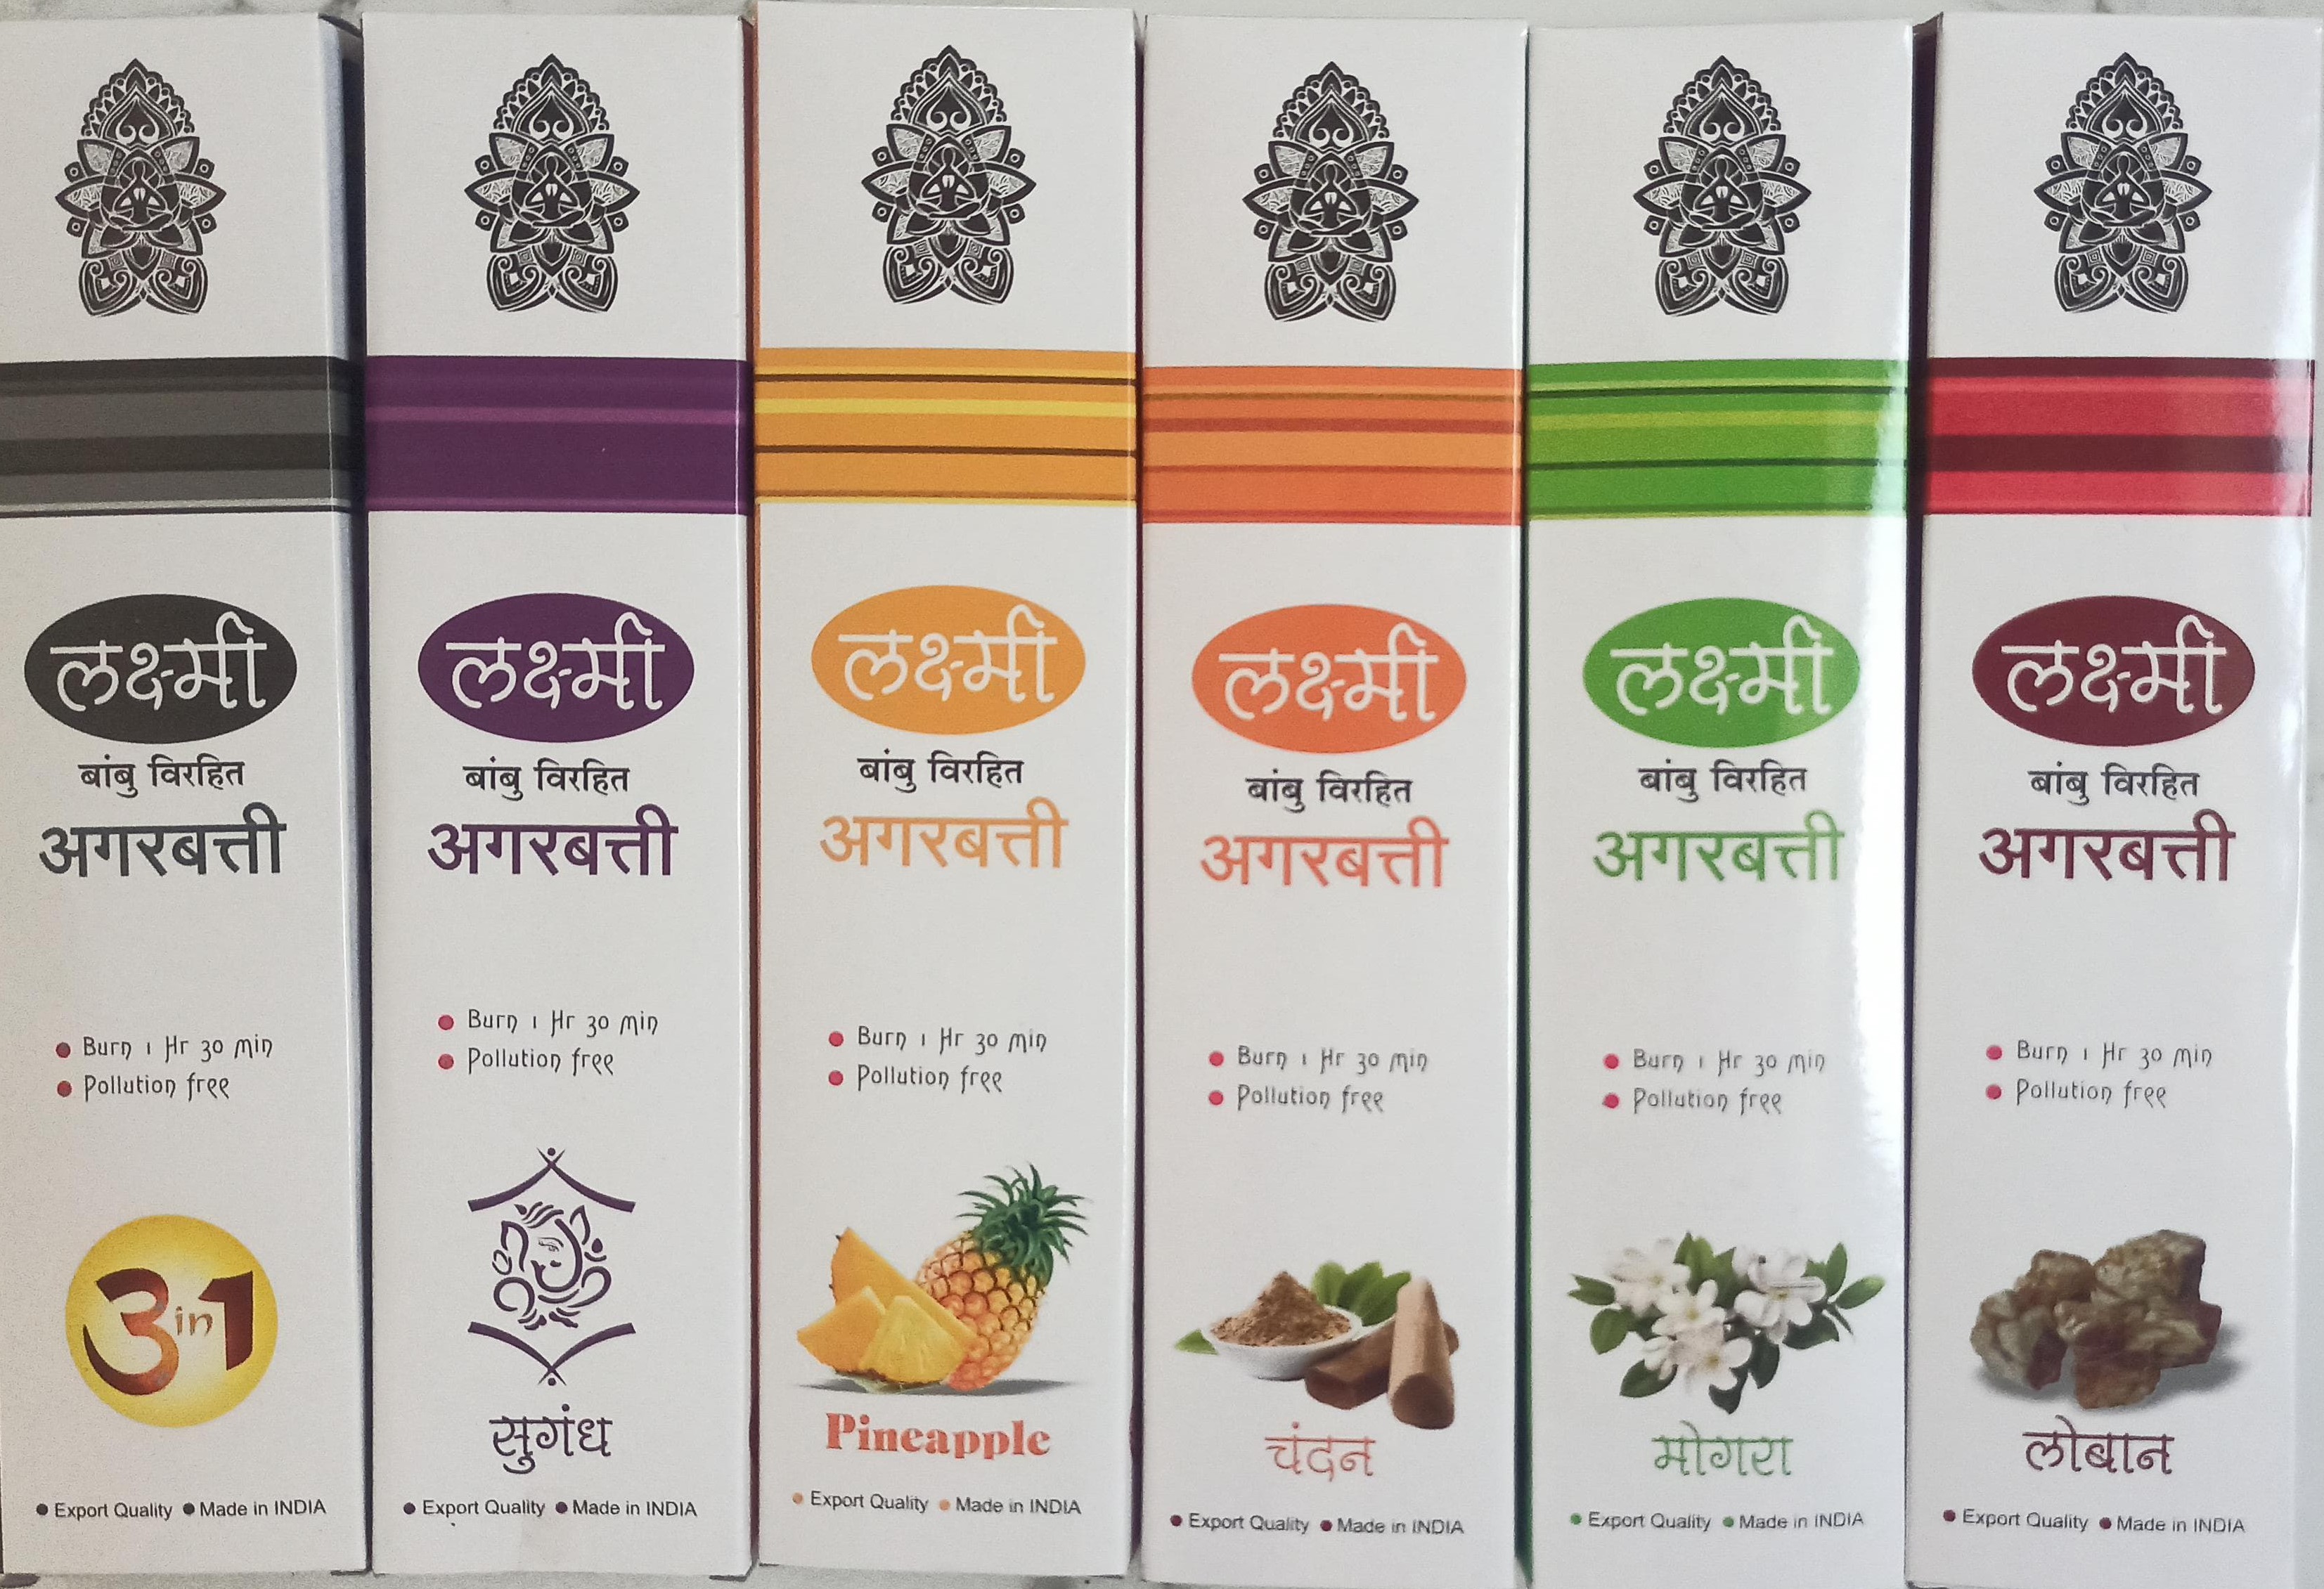 लक्ष्मी
बांबु विरहित
अगरबत्ती
Burn 1 Hr 30 min
Pollution free
3 in 1
Export Quality Made in INDIA
लक्ष्मी
बांबु विरहित
अगरबत्ती
Burn 1 Hr 30 min
Pollution free
सुगंध
Export Quality Made in INDIA
लक्ष्मी
बांबु विरहित
अगरबत्ती
Burn 1 Hr 30 min
Pollution free
Pineapple
Export Quality Made in INDIA
लक्ष्मी
बांबु विरहित
अगरबत्ती
Burn 1 Hr 30 min
Pollution free
चंदन
Export Quality Made in INDIA
लक्ष्मी
बांबु विरहित
अगरबत्ती
Burn 1 Hr 30 min
Pollution free
मोगरा
Export Quality Made in INDIA
लक्ष्मी
बांबु विरहित
अगरबत्ती
Burn 1 Hr 30 min
Pollution free
लोबान
Export Quality Made in INDIA